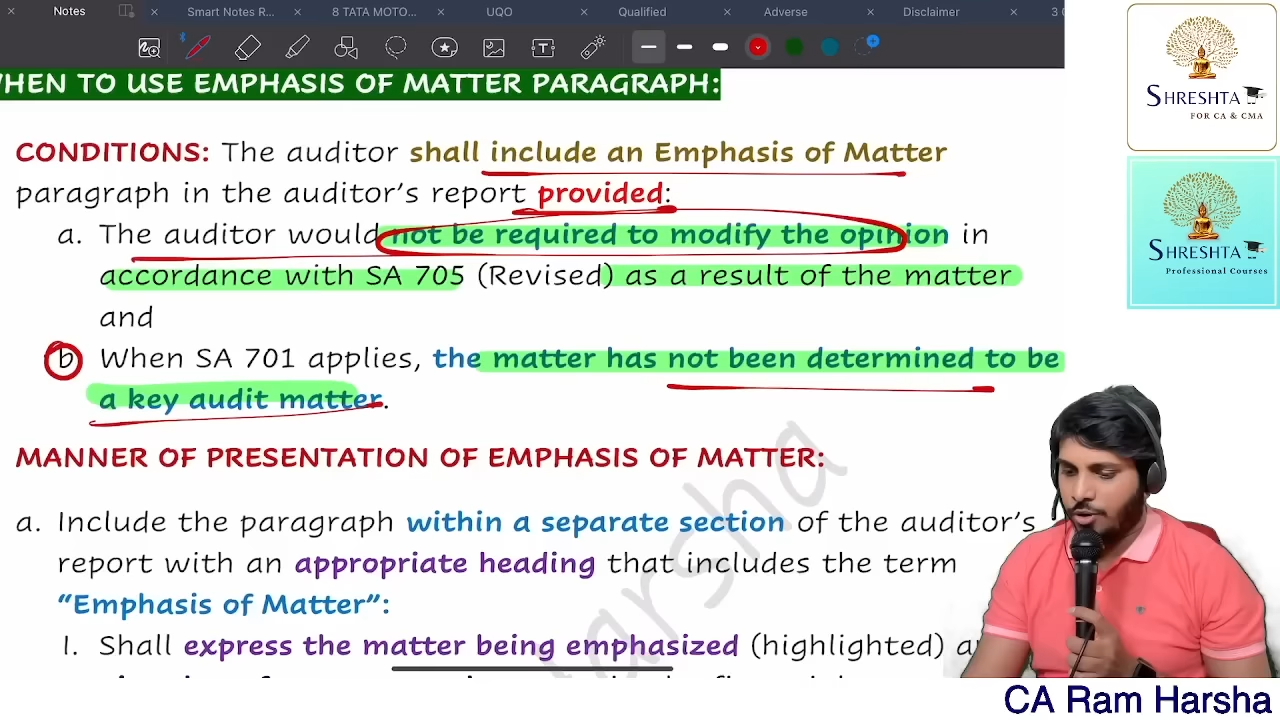 Notes
Smart Notes R...
8 TATA MOTO...
UQO
Qualified
Adverse
Disclaimer
HEN TO USE EMPHASIS OF MATTER PARAGRAPH:
CONDITIONS: The auditor shall include an Emphasis of Matter
paragraph in the auditor's report provided:
a. The auditor would not be required to modify the opinion in
accordance with SA 705 (Revised) as a result of the matter
and
b When SA 701 applies, the matter has not been determined to be
a key audit matter.
MANNER OF PRESENTATION OF EMPHASIS OF MATTER:
a. Include the paragraph within a separate section of the auditor's
report with an appropriate heading that includes the term
"Emphasis of Matter":
I. Shall express the matter being emphasized (highlighted) a
SHRESHTA
FOR CA & CMA
SHRESHTA
Professional Courses
arsha
CA Ram Harsha